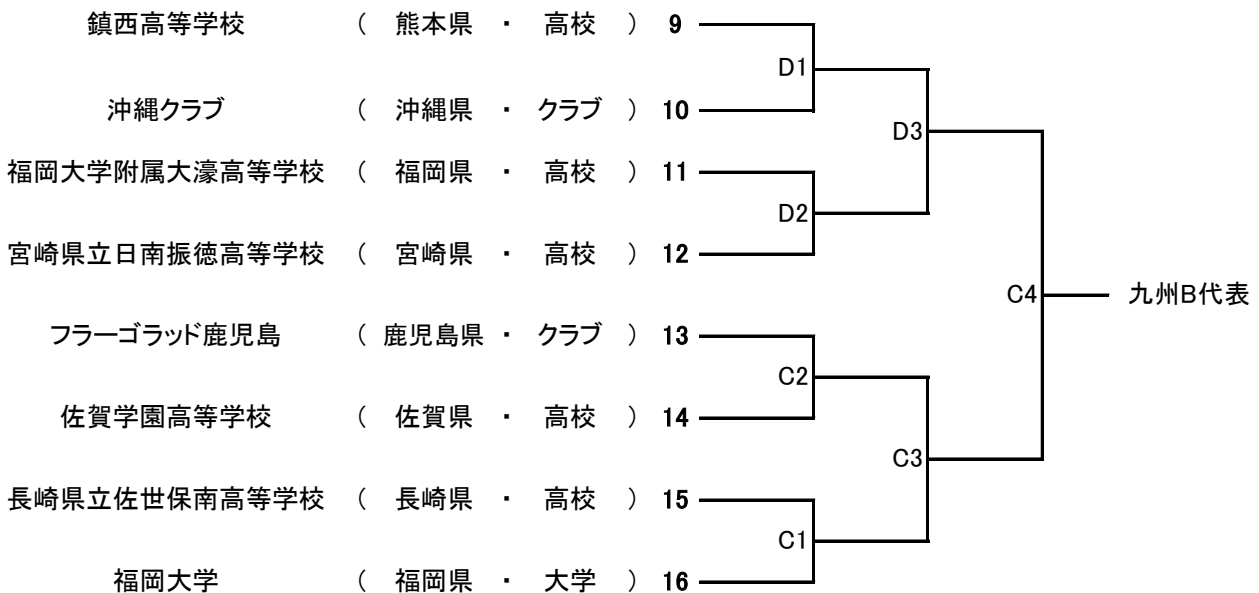 鎮西高等学校 ( 熊本県 ・ 高校 ) 9
D1
沖縄クラブ ( 沖縄県 ・ クラブ ) 10
D3
福岡大学附属大濠高等学校 ( 福岡県 ・ 高校 ) 11
D2
宮崎県立日南振徳高等学校 ( 宮崎県 ・ 高校 ) 12
C4 九州B代表
フラーゴラッド鹿児島 ( 鹿児島県 ・ クラブ ) 13
C2
佐賀学園高等学校 ( 佐賀県 ・ 高校 ) 14
C3
長崎県立佐世保南高等学校 ( 長崎県 ・ 高校 ) 15
C1
福岡大学 ( 福岡県 ・ 大学 ) 16